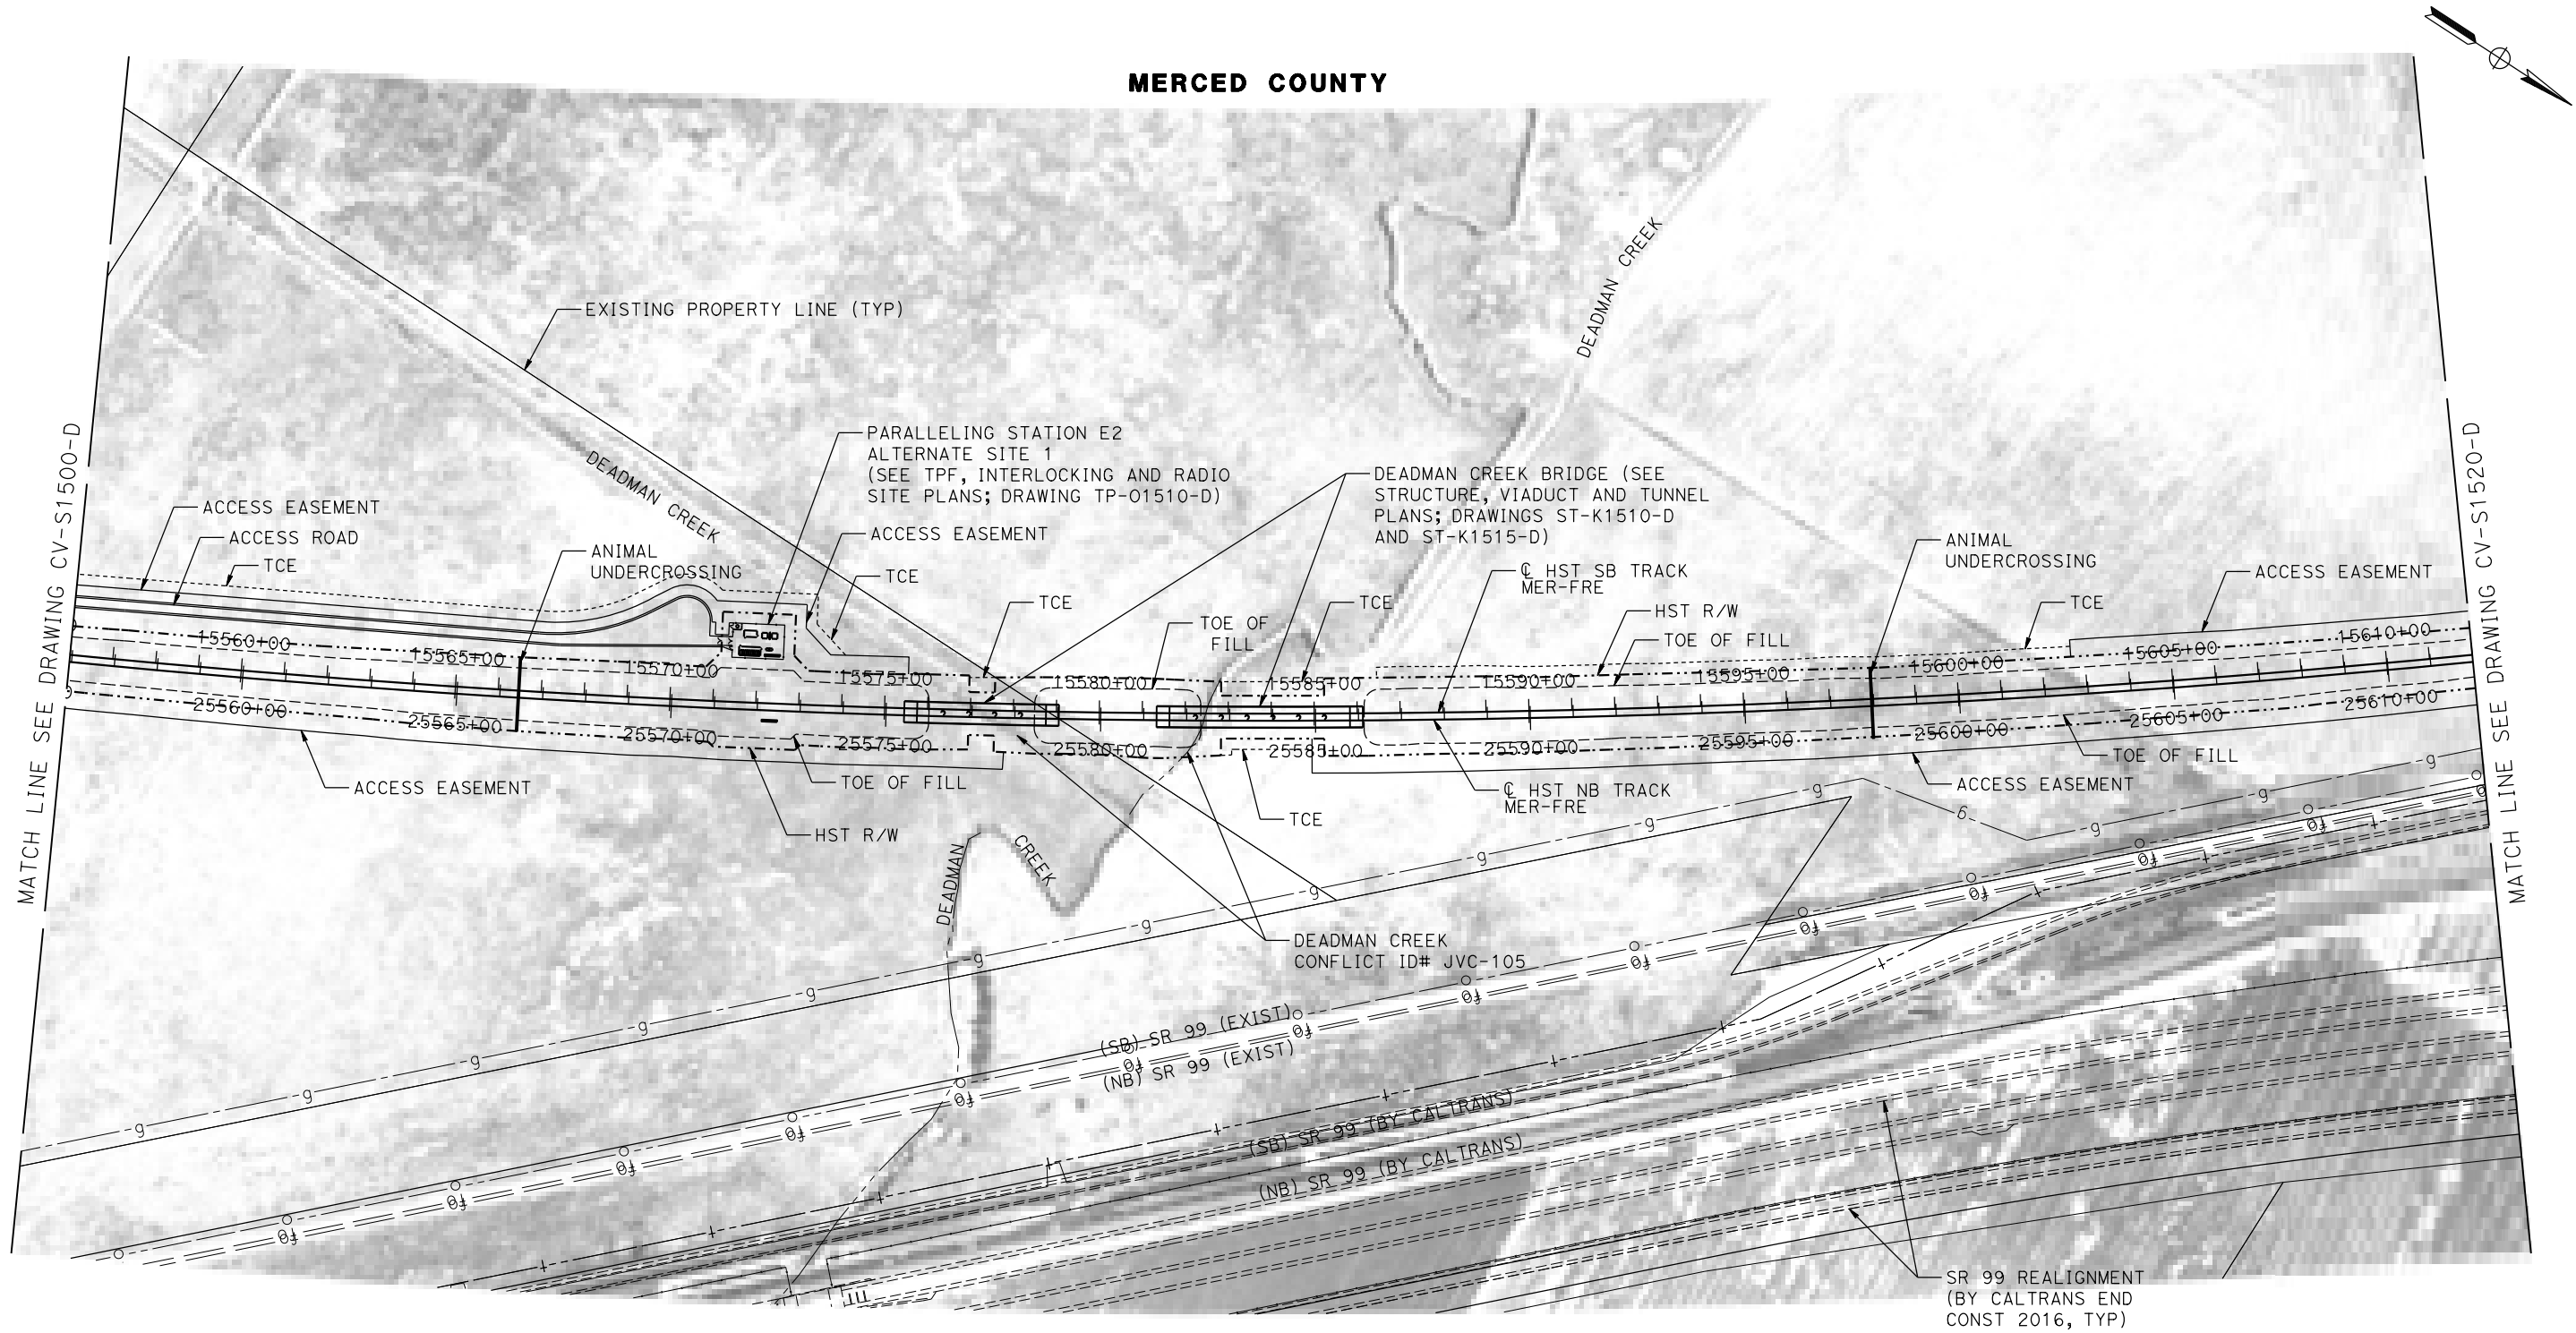 MERCED COUNTY
DEADMAN CREEK
EXISTING PROPERTY LINE (TYP)
MATCH LINE SEE DRAWING CV-S1500-D
MATCH LINE SEE DRAWING CV-S1520-D
PARALLELING STATION E2
ALTERNATE SITE 1
(SEE TPF, INTERLOCKING AND RADIO
SITE PLANS; DRAWING TP-O1510-D)
DEADMAN CREEK BRIDGE (SEE
STRUCTURE, VIADUCT AND TUNNEL
PLANS; DRAWINGS ST-K1510-D
AND ST-K1515-D)
DEADMAN CREEK
ACCESS EASEMENT
ACCESS ROAD
TCE
ANIMAL
UNDERCROSSING
ACCESS EASEMENT
TCE
TCE
TOE OF
FILL
TCE
℄ HST SB TRACK
MER-FRE
HST R/W
TOE OF FILL
ANIMAL
UNDERCROSSING
TCE
ACCESS EASEMENT
15560+00
15565+00
15570+00
15575+00
15580+00
15585+00
15590+00
15595+00
15600+00
15605+00
15610+00
25560+00
25565+00
25570+00
25575+00
25580+00
25585+00
25590+00
25595+00
25600+00
25605+00
25610+00
ACCESS EASEMENT
TOE OF FILL
HST R/W
TCE
℄ HST NB TRACK
MER-FRE
ACCESS EASEMENT
TOE OF FILL
DEADMAN
CREEK
DEADMAN CREEK
CONFLICT ID# JVC-105
(SB) SR 99 (EXIST)
(NB) SR 99 (EXIST)
(SB) SR 99 (BY CALTRANS)
(NB) SR 99 (BY CALTRANS)
SR 99 REALIGNMENT
(BY CALTRANS END
CONST 2016, TYP)